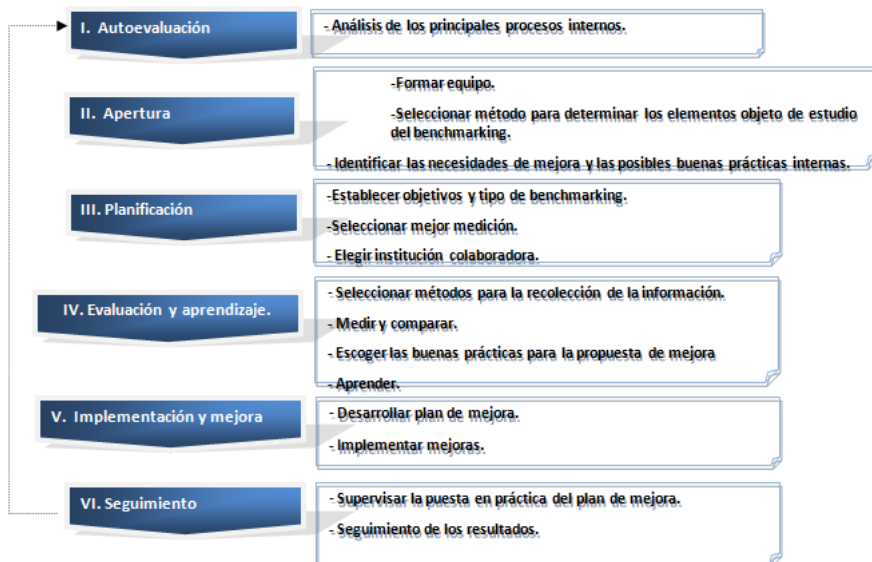 I. Autoevaluación
- Análisis de los principales procesos internos.
II. Apertura
-Formar equipo.
-Seleccionar método para determinar los elementos objeto de estudio
del benchmarking.
- Identificar las necesidades de mejora y las posibles buenas prácticas internas.
III. Planificación
-Establecer objetivos y tipo de benchmarking.
-Seleccionar mejor medición.
- Elegir institución colaboradora.
IV. Evaluación y aprendizaje.
- Seleccionar métodos para la recolección de la información.
- Medir y comparar.
- Escoger las buenas prácticas para la propuesta de mejora
- Aprender.
V. Implementación y mejora
- Desarrollar plan de mejora.
- Implementar mejoras.
VI. Seguimiento
- Supervisar la puesta en práctica del plan de mejora.
- Seguimiento de los resultados.